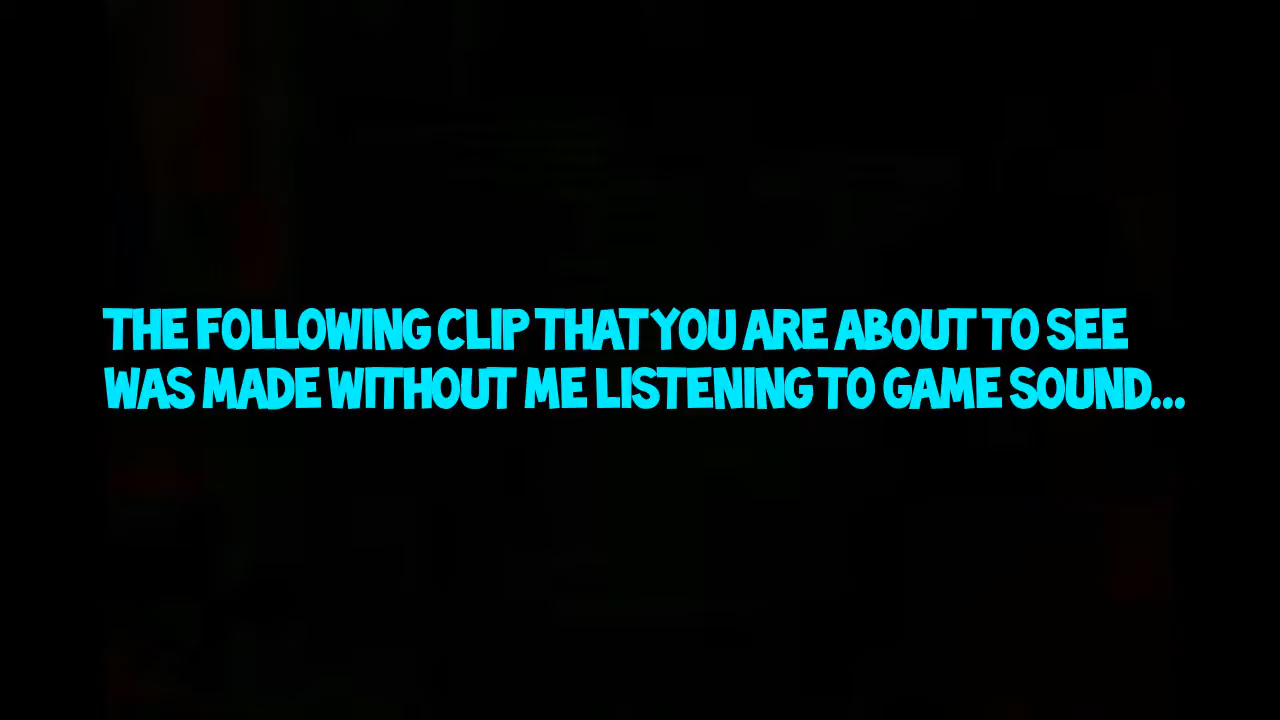 THE FOLLOWING CLIP THAT YOU ARE ABOUT TO SEE
WAS MADE WITHOUT ME LISTENING TO GAME SOUND...